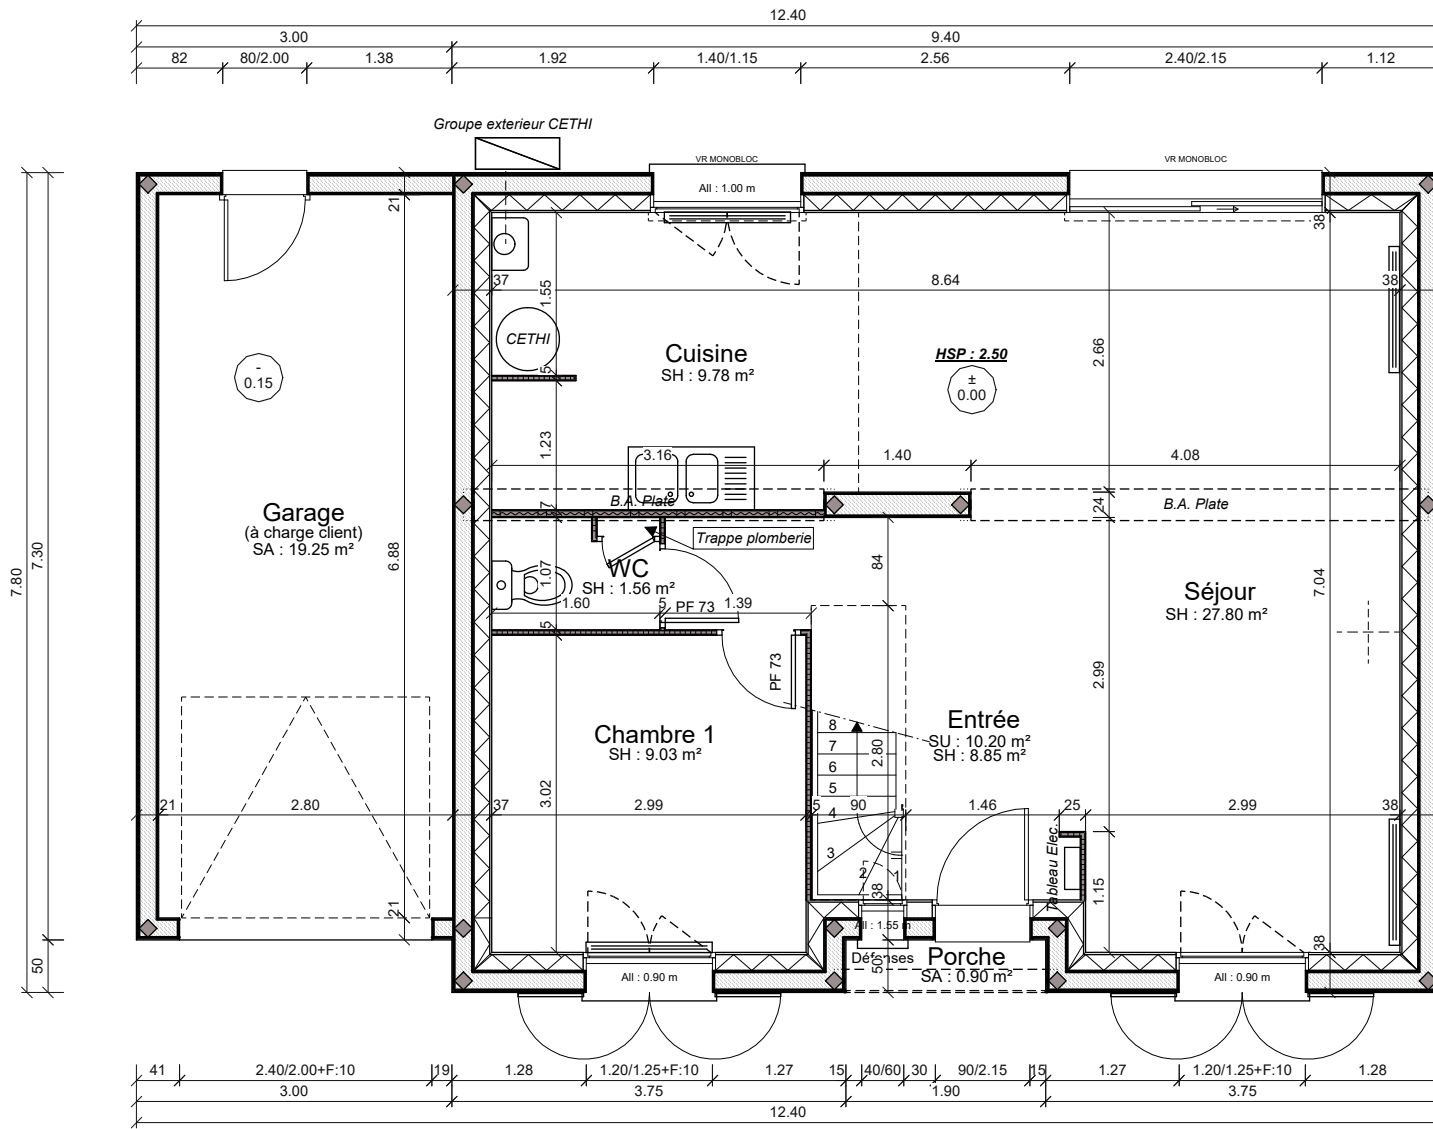 12.40
3.00 9.40
82 80/2.00 1.38 1.92 1.40/1.15 2.56 2.40/2.15 1.12
Groupe exterieur CETHI
VR MONOBLOC
VR MONOBLOC
All : 1.00 m
21
38
37 8.64 38
1.55
CETHI
5
Cuisine
SH : 9.78 m²
HSP : 2.50
±
0.00
-
0.15
2.66
1.23
3.16 1.40 4.08
B.A. Plate
B.A. Plate
24
7
Trappe plomberie
Garage
(à charge client)
SA : 19.25 m²
6.88
7.80
7.30
WC
SH : 1.56 m²
1.07
1.60 5 PF 73 1.39
84
5
PF 73
Séjour
SH : 27.80 m²
7.04
2.99
Chambre 1
SH : 9.03 m²
Entrée
SU : 10.20 m²
SH : 8.85 m²
8
7
6
5
4
3
2
1
2.80
3.02
21 2.80 37 2.99 5 90 1.46 25 2.99 38
Tableau Elec.
1.15
21
38
38
50
50
All : 1.55 m
Défenses
Porche
SA : 0.90 m²
All : 0.90 m
All : 0.90 m
41 2.40/2.00+F:10 19 1.28 1.20/1.25+F:10 1.27 15 40/60 30 90/2.15 15 1.27 1.20/1.25+F:10 1.28
3.00 3.75 1.90 3.75
12.40